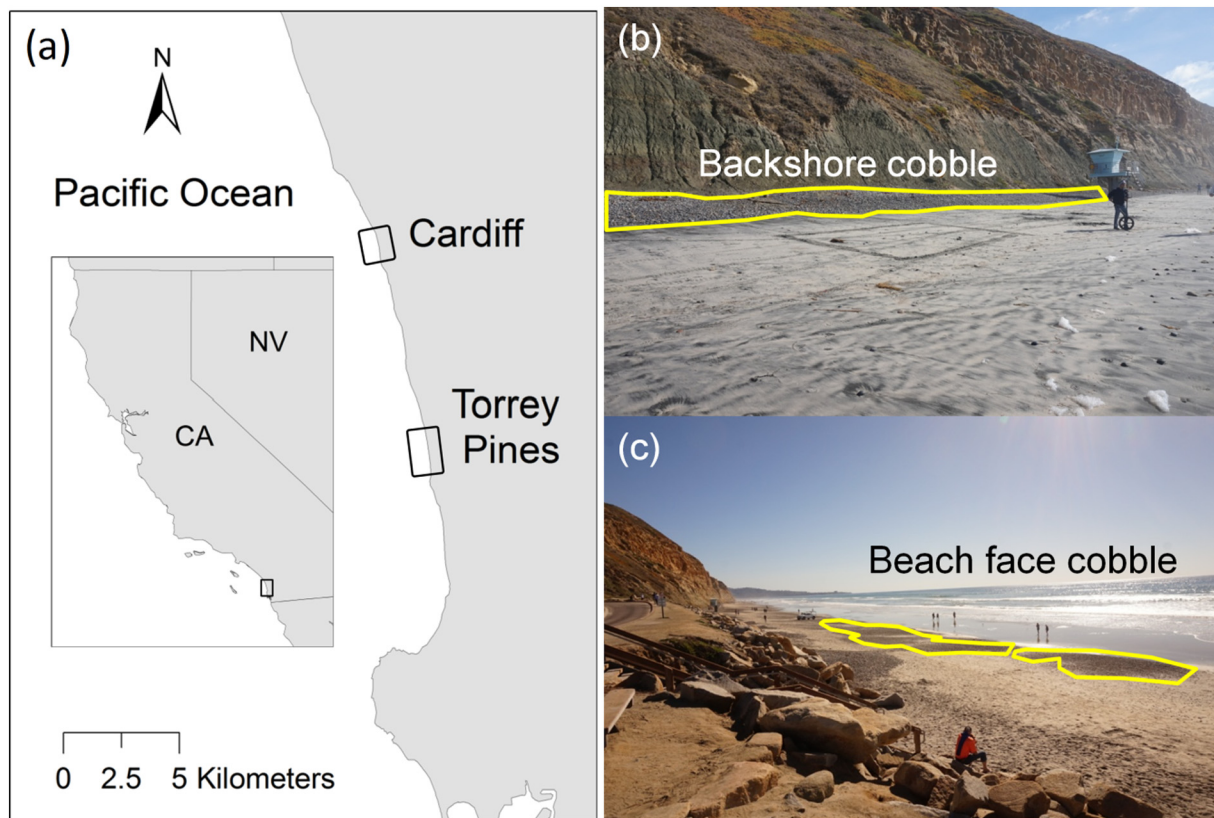 (a)
N
Pacific Ocean
Cardiff
NV
CA
Torrey
Pines
0 2.5 5 Kilometers
(b)
Backshore cobble
(c)
Beach face cobble